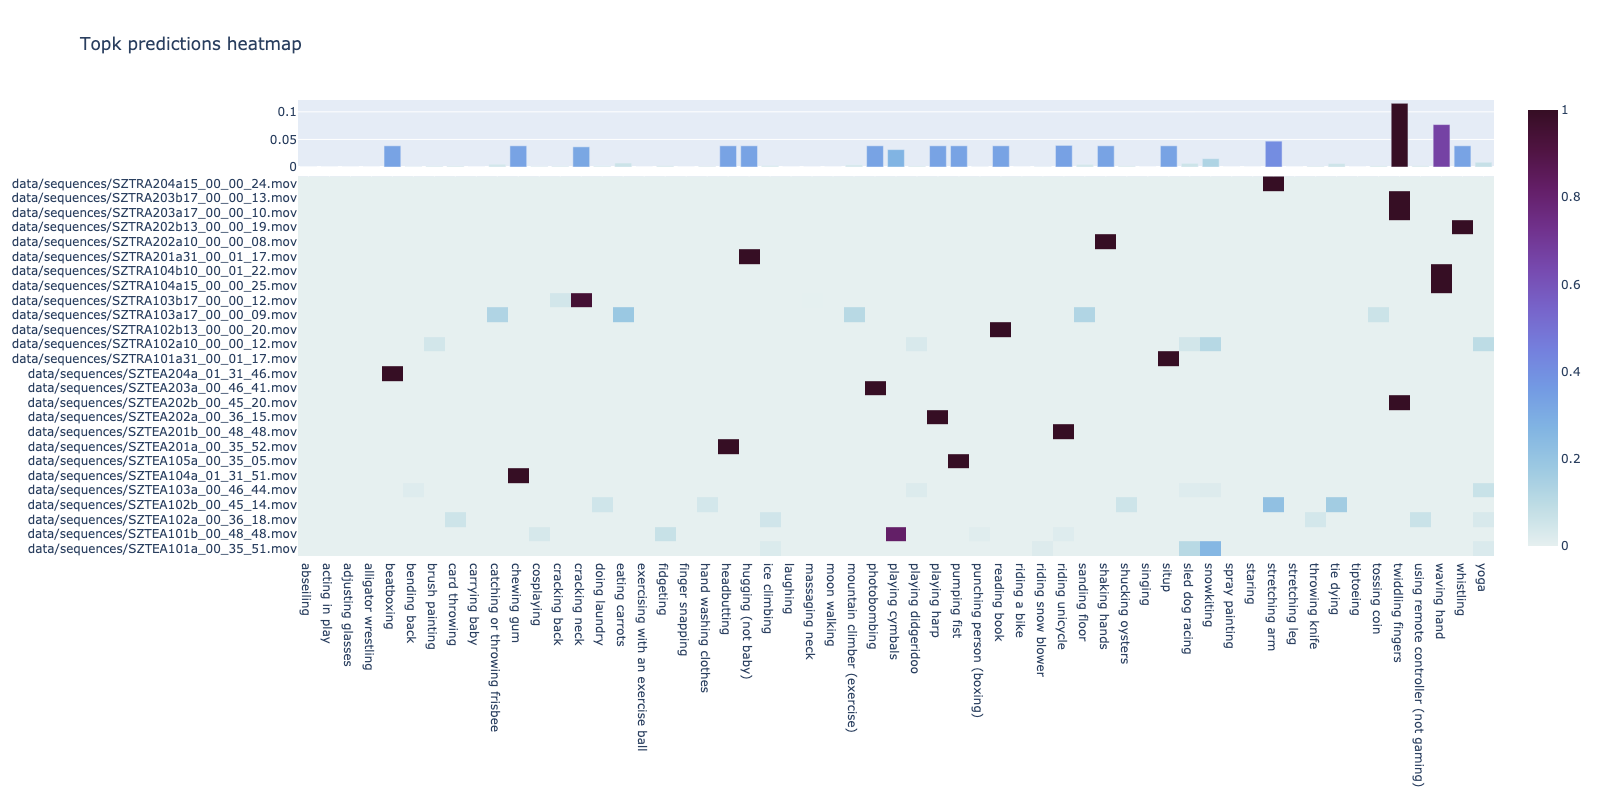 Topk predictions heatmap
0.1
0.05
0
data/sequences/SZTRA204a15_00_00_24.mov
data/sequences/SZTRA203b17_00_00_13.mov
data/sequences/SZTRA203a17_00_00_10.mov
data/sequences/SZTRA202b13_00_00_19.mov
data/sequences/SZTRA202a10_00_00_08.mov
data/sequences/SZTRA201a31_00_01_17.mov
data/sequences/SZTRA104b10_00_01_22.mov
data/sequences/SZTRA104a15_00_00_25.mov
data/sequences/SZTRA103b17_00_00_12.mov
data/sequences/SZTRA103a17_00_00_09.mov
data/sequences/SZTRA102b13_00_00_20.mov
data/sequences/SZTRA102a10_00_00_12.mov
data/sequences/SZTRA101a31_00_01_17.mov
data/sequences/SZTEA204a_01_31_46.mov
data/sequences/SZTEA203a_00_46_41.mov
data/sequences/SZTEA202b_00_45_20.mov
data/sequences/SZTEA202a_00_36_15.mov
data/sequences/SZTEA201b_00_48_48.mov
data/sequences/SZTEA201a_00_35_52.mov
data/sequences/SZTEA105a_00_35_05.mov
data/sequences/SZTEA104a_01_31_51.mov
data/sequences/SZTEA103a_00_46_44.mov
data/sequences/SZTEA102b_00_45_14.mov
data/sequences/SZTEA102a_00_36_18.mov
data/sequences/SZTEA101b_00_48_48.mov
data/sequences/SZTEA101a_00_35_51.mov
abseiling
acting in play
adjusting glasses
alligator wrestling
beatboxing
bending back
brush painting
card throwing
carrying baby
catching or throwing frisbee
chewing gum
cosplaying
cracking back
cracking neck
doing laundry
eating carrots
exercising with an exercise ball
fidgeting
finger snapping
hand washing clothes
headbutting
hugging (not baby)
ice climbing
laughing
massaging neck
moon walking
mountain climber (exercise)
photobombing
playing cymbals
playing didgeridoo
playing harp
pumping fist
punching person (boxing)
reading book
riding a bike
riding snow blower
riding unicycle
sanding floor
shaking hands
shucking oysters
singing
situp
sled dog racing
snowkiting
spray painting
staring
stretching arm
stretching leg
throwing knife
tie dying
tiptoeing
tossing coin
twiddling fingers
using remote controller (not gaming)
waving hand
whistling
yoga
1
0.8
0.6
0.4
0.2
0